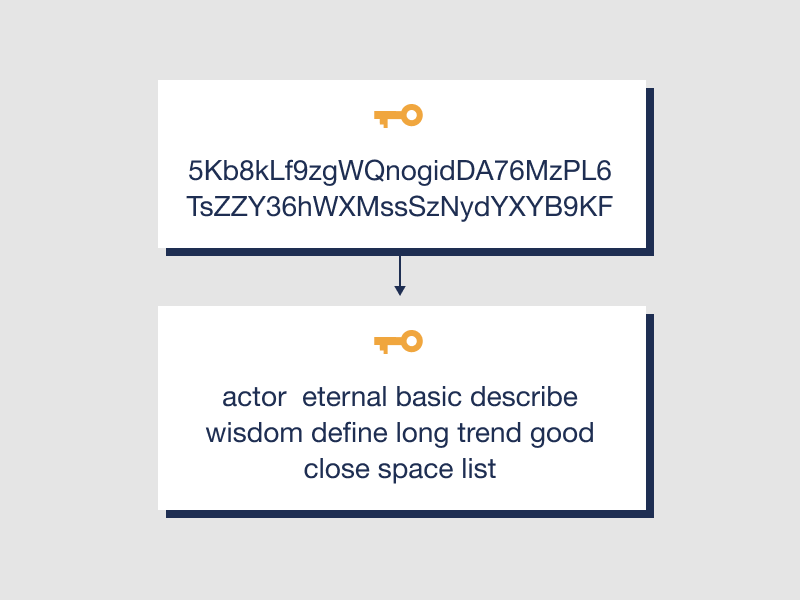 5Kb8kLf9zgWQnogidDA76MzPL6
TsZZY36hWXMssSzNydYXYB9KF
actor  eternal basic describe
wisdom define long trend good
close space list